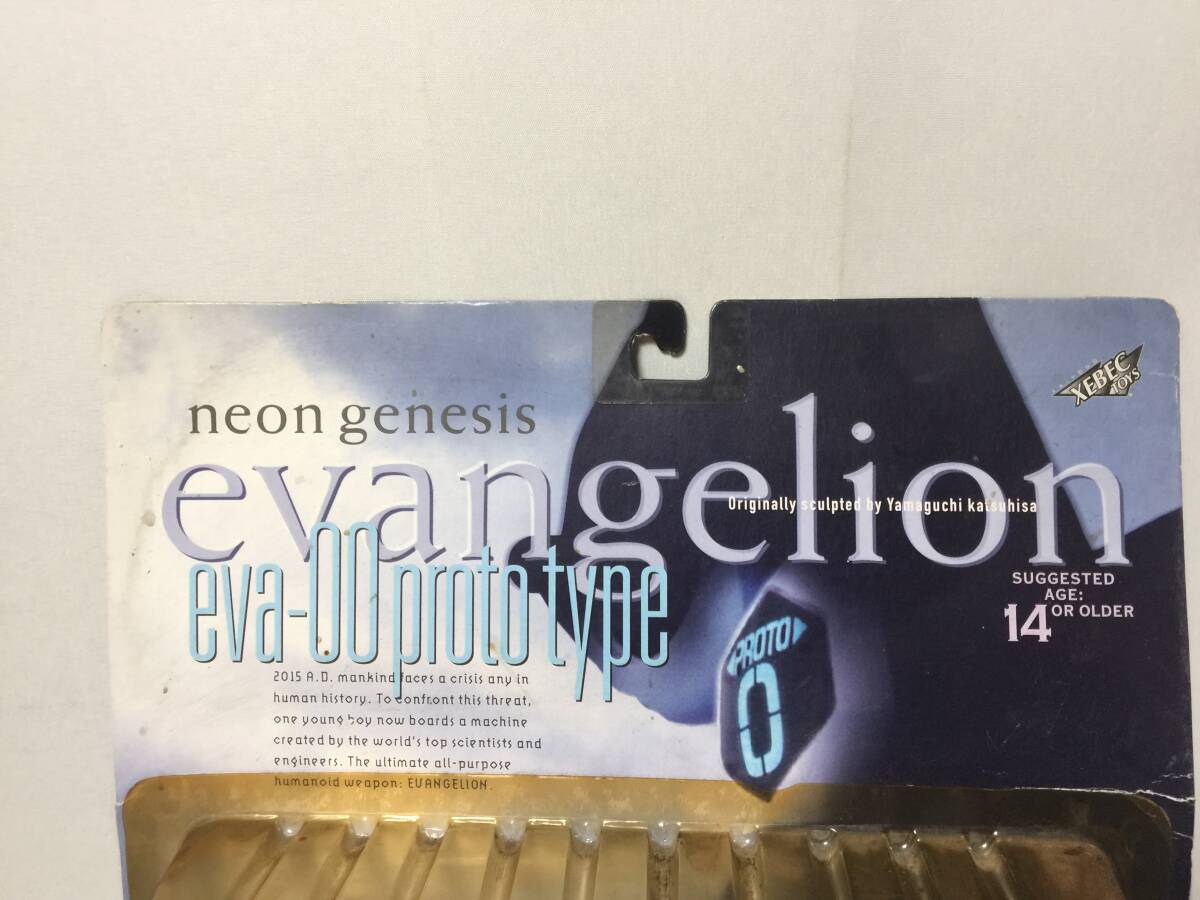 neon genesis
evangelion
Originally sculpted by Yamaguchi katsuhisa
eva-00 proto type
XEBEC
TOYS
SUGGESTED
AGE:
14 OR OLDER
PROTO
0
2015 A.D. mankind faces a crisis any in
human history. To confront this threat,
one young boy now boards a machine
created by the world's top scientists and
engineers. The ultimate all-purpose
humanoid weapon: EVANGELION.